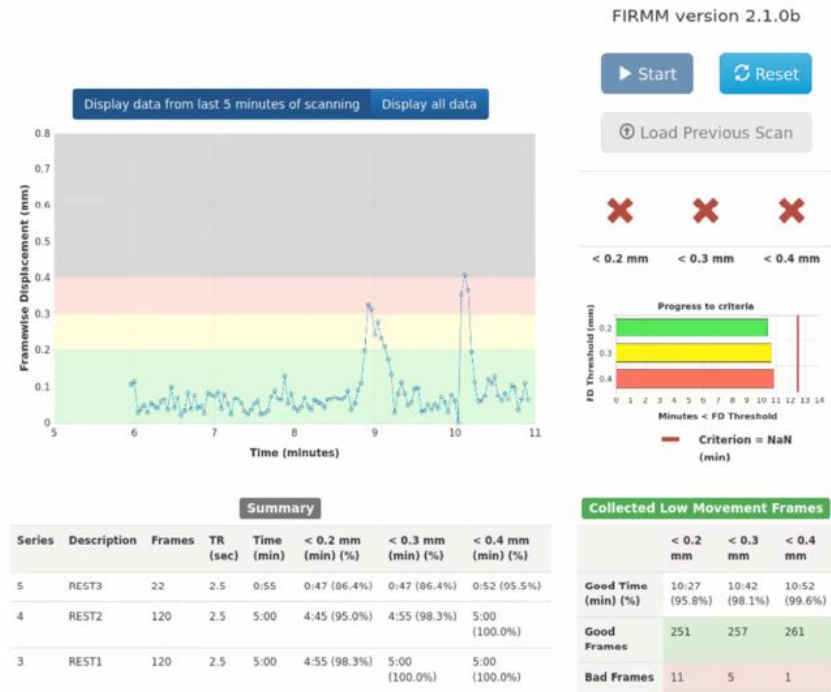 FIRMM version 2.1.0b
Start
Reset
Load Previous Scan
< 0.2 mm < 0.3 mm < 0.4 mm
Display data from last 5 minutes of scanning Display all data
Framewise Displacement (mm)
0.8
0.7
0.6
0.5
0.4
0.3
0.2
0.1
0
5 6 7 8 9 10 11
Time (minutes)
Progress to criteria
FD Threshold (mm)
0.2
0.3
0.4
0 1 2 3 4 5 6 7 8 9 10 11 12 13 14
Minutes < FD Threshold
Criterion = NaN
(min)
Summary
Series Description Frames TR (sec) Time (min) < 0.2 mm (min) (%) < 0.3 mm (min) (%) < 0.4 mm (min) (%)
5 REST3 22 2.5 0:55 0:47 (86.4%) 0:47 (86.4%) 0:52 (95.5%)
4 REST2 120 2.5 5:00 4:45 (95.0%) 4:55 (98.3%) 5:00 (100.0%)
3 REST1 120 2.5 5:00 4:55 (98.3%) 5:00 (100.0%) 5:00 (100.0%)
Collected Low Movement Frames
< 0.2 mm < 0.3 mm < 0.4 mm
Good Time (min) (%) 10:27 (95.8%) 10:42 (98.1%) 10:52 (99.6%)
Good Frames 251 257 261
Bad Frames 11 5 1